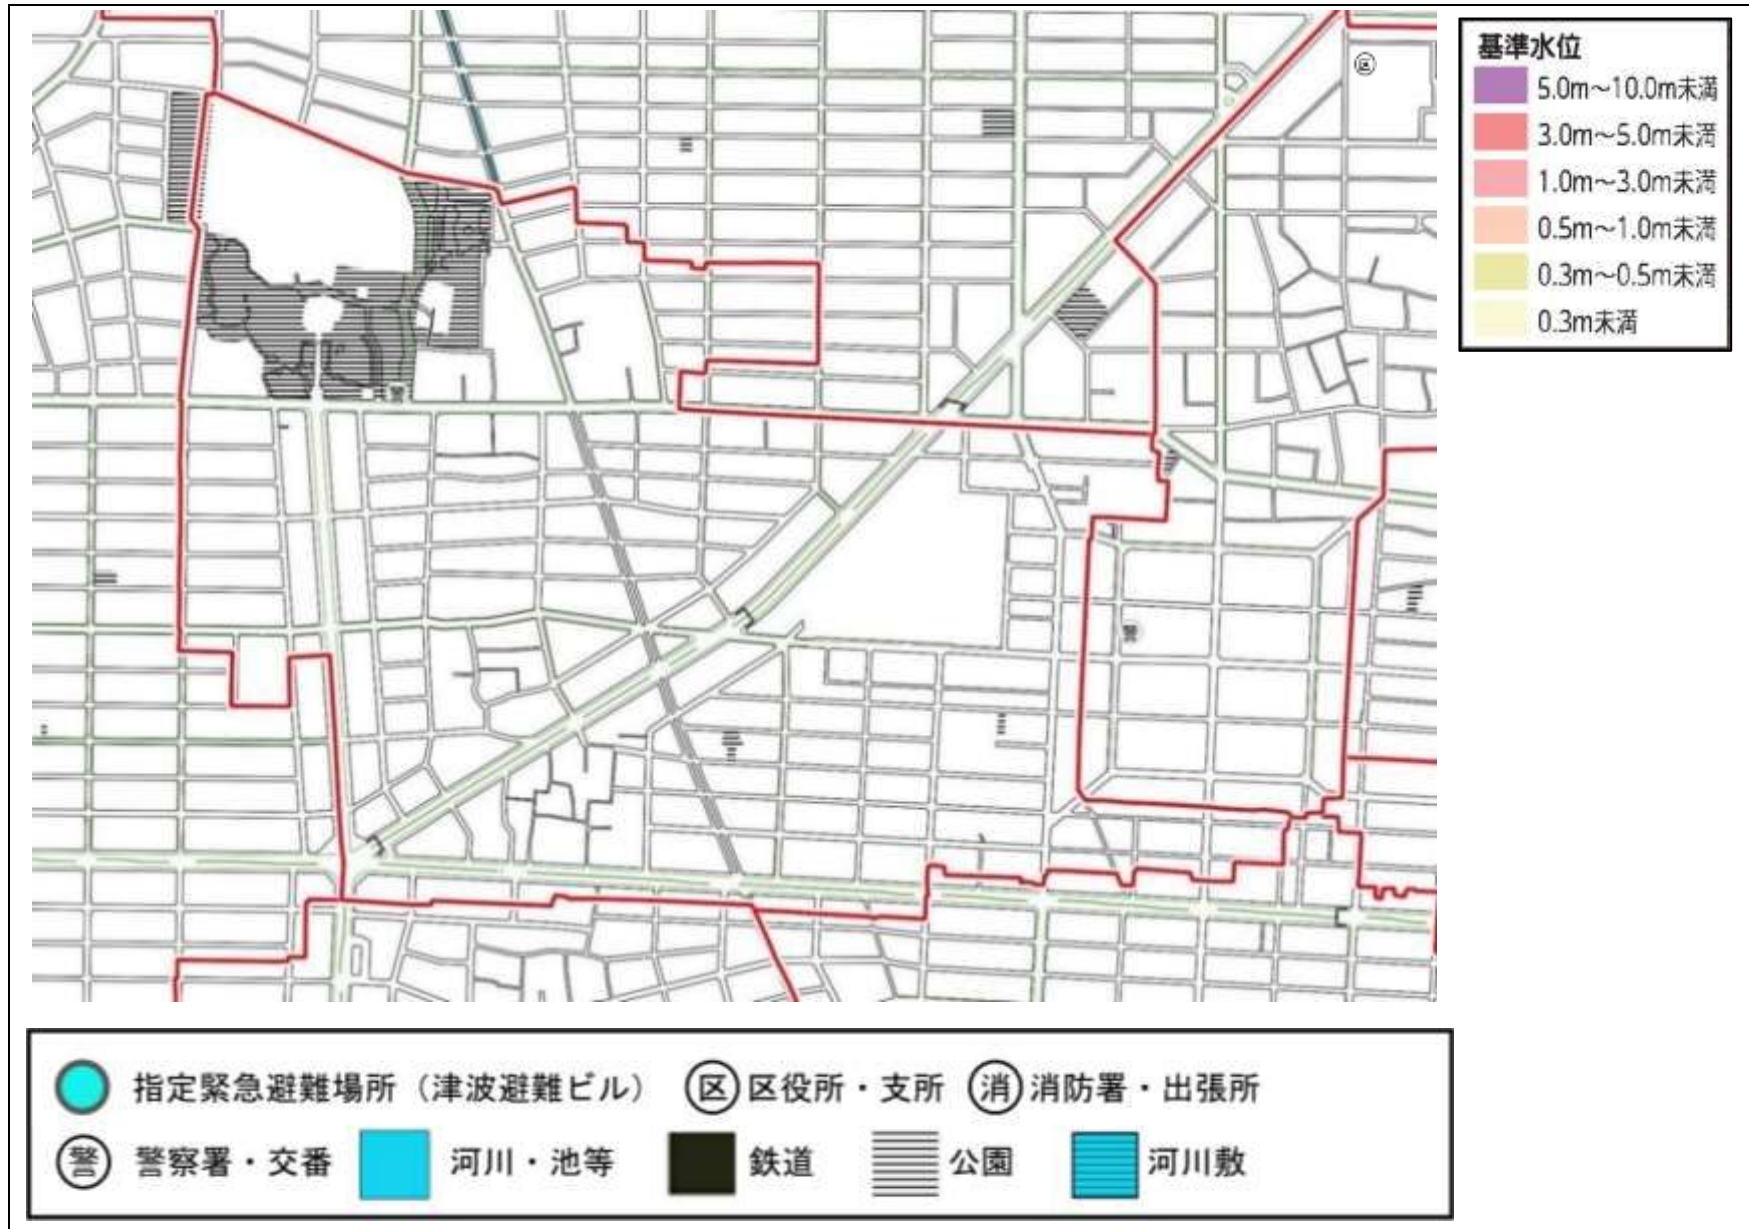 区
基準水位
5.0m～10.0m未満
3.0m～5.0m未満
1.0m～3.0m未満
0.5m～1.0m未満
0.3m～0.5m未満
0.3m未満
警
警
指定緊急避難場所（津波避難ビル）
区 区役所・支所
消 消防署・出張所
警 警察署・交番
河川・池等
鉄道
公園
河川敷